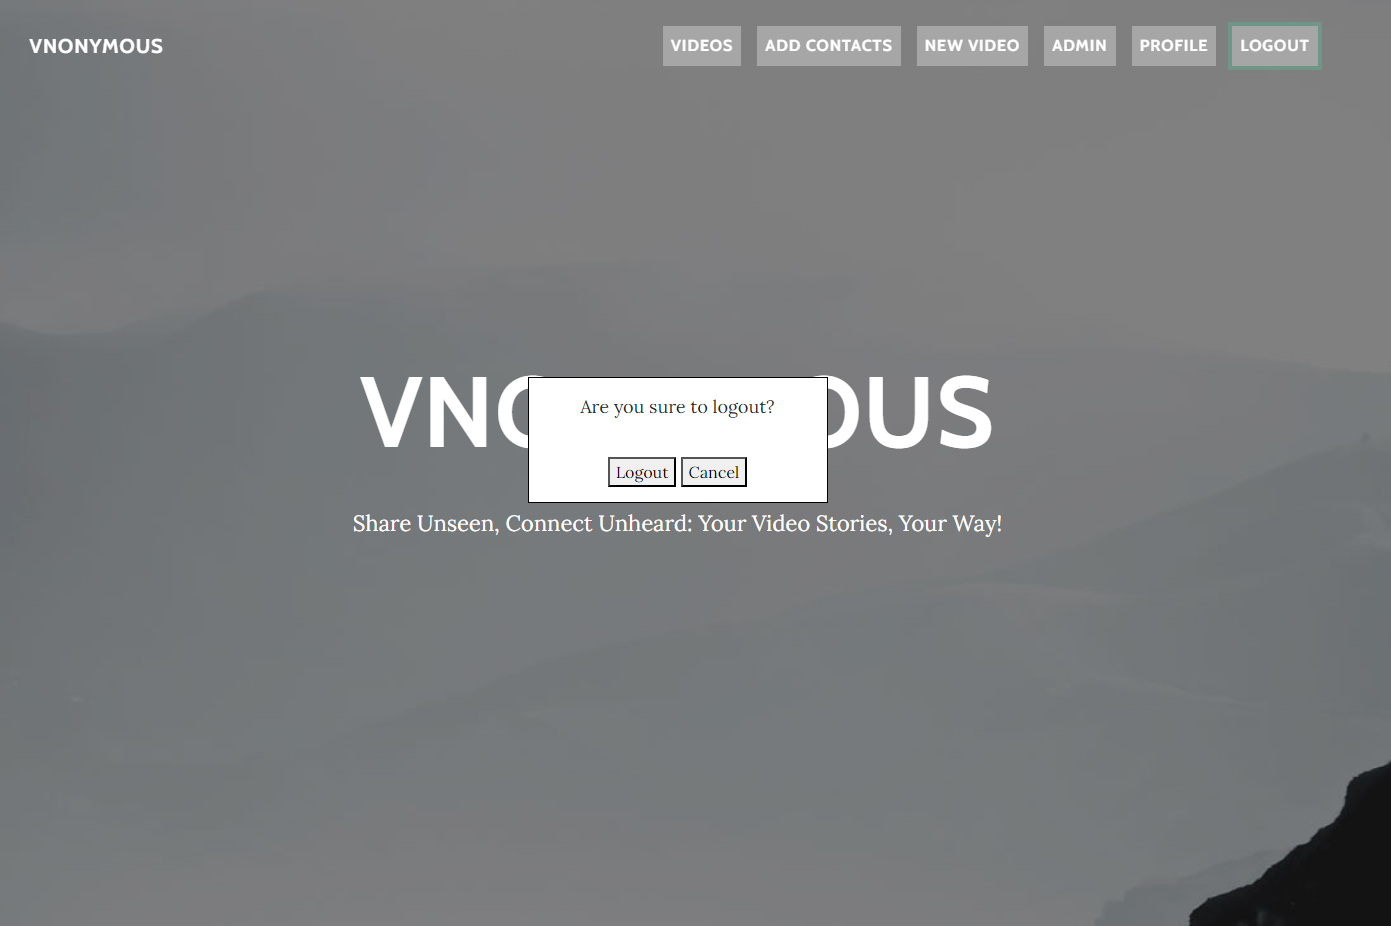 VNONYMOUS
VIDEOS ADD CONTACTS NEW VIDEO ADMIN PROFILE LOGOUT
VNO OUS
Are you sure to logout?
Logout Cancel
Share Unseen, Connect Unheard: Your Video Stories, Your Way!